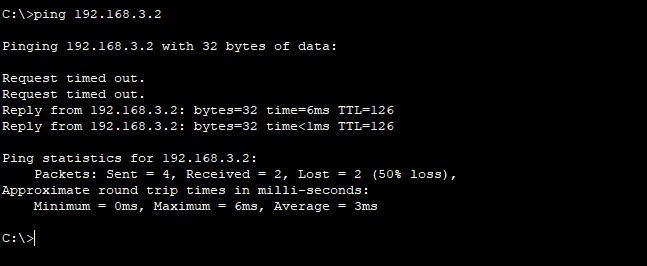 C:\>ping 192.168.3.2
Pinging 192.168.3.2 with 32 bytes of data:
Request timed out.
Request timed out.
Reply from 192.168.3.2: bytes=32 time=6ms TTL=126
Reply from 192.168.3.2: bytes=32 time<1ms TTL=126
Ping statistics for 192.168.3.2:
    Packets: Sent = 4, Received = 2, Lost = 2 (50% loss),
Approximate round trip times in milli-seconds:
    Minimum = 0ms, Maximum = 6ms, Average = 3ms
C:\>